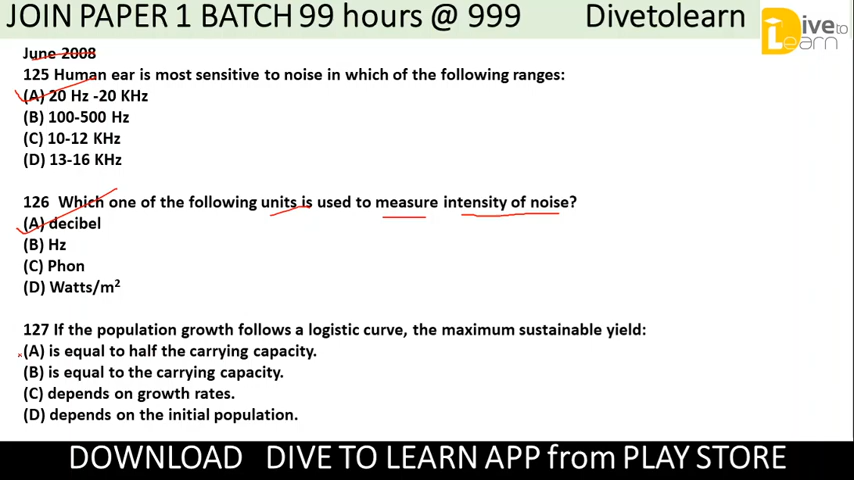 JOIN PAPER 1 BATCH 99 hours @ 999 Divetolearn
Dive to Learn
June 2008
125 Human ear is most sensitive to noise in which of the following ranges:
(A) 20 Hz -20 KHz
(B) 100-500 Hz
(C) 10-12 KHz
(D) 13-16 KHz
126 Which one of the following units is used to measure intensity of noise?
(A) decibel
(B) Hz
(C) Phon
(D) Watts/m²
127 If the population growth follows a logistic curve, the maximum sustainable yield:
(A) is equal to half the carrying capacity.
(B) is equal to the carrying capacity.
(C) depends on growth rates.
(D) depends on the initial population.
DOWNLOAD DIVE TO LEARN APP from PLAY STORE